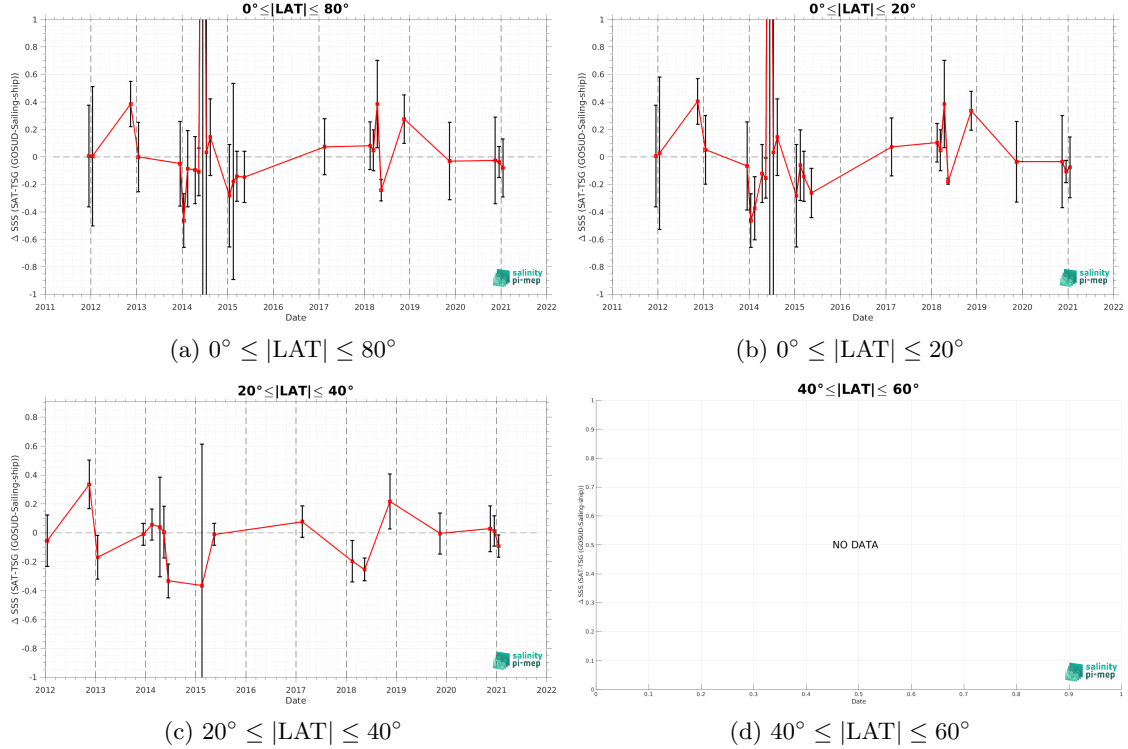 0°≤|LAT|≤ 80°
1
0.8
0.6
0.4
0.2
0
-0.2
-0.4
-0.6
-0.8
-1
Δ SSS (SAT-TSG (GOSUD-Sailing-ship))
2011 2012 2013 2014 2015 2016 2017 2018 2019 2020 2021 2022
Date
salinity
pi-mep
(a) 0° ≤ |LAT| ≤ 80°
0°≤|LAT|≤ 20°
1
0.8
0.6
0.4
0.2
0
-0.2
-0.4
-0.6
-0.8
-1
Δ SSS (SAT-TSG (GOSUD-Sailing-ship))
2011 2012 2013 2014 2015 2016 2017 2018 2019 2020 2021 2022
Date
salinity
pi-mep
(b) 0° ≤ |LAT| ≤ 20°
20°≤|LAT|≤ 40°
0.8
0.6
0.4
0.2
0
-0.2
-0.4
-0.6
-0.8
-1
Δ SSS (SAT-TSG (GOSUD-Sailing-ship))
2012 2013 2014 2015 2016 2017 2018 2019 2020 2021 2022
Date
salinity
pi-mep
(c) 20° ≤ |LAT| ≤ 40°
40°≤|LAT|≤ 60°
1
0.9
0.8
0.7
0.6
0.5
0.4
0.3
0.2
0.1
0
Δ SSS (SAT-TSG (GOSUD-Sailing-ship))
NO DATA
0 0.1 0.2 0.3 0.4 0.5 0.6 0.7 0.8 0.9 1
Date
salinity
pi-mep
(d) 40° ≤ |LAT| ≤ 60°